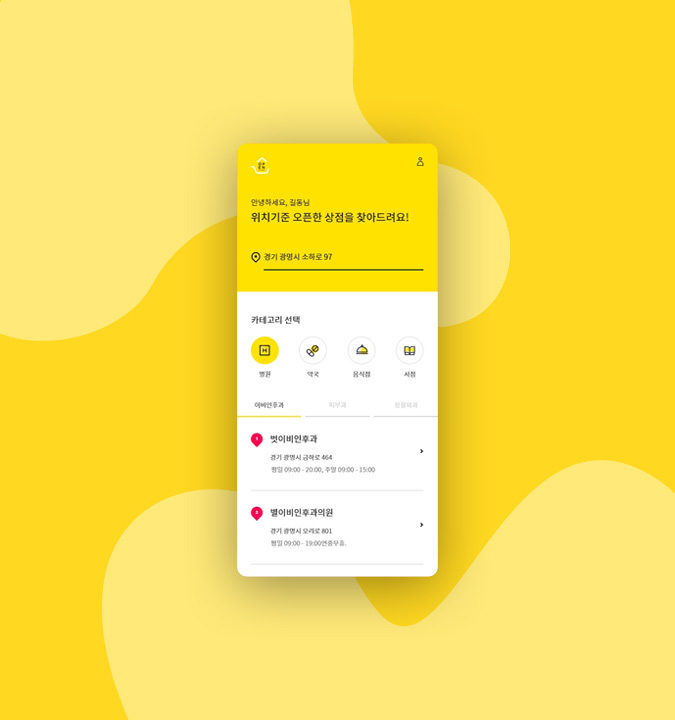 안녕하세요, 길동님
위치기준 오픈한 상점을 찾아드려요!
경기 광명시 소하로 97
카테고리 선택
H
병원 약국 음식점 서점
이비인후과 피부과
1
벗이비인후과
경기 광명시 금하로 464
평일 09:00 - 20:00, 주말 09:00 - 15:00
2
별이비인후과의원
경기 광명시 오리로 801
평일 09:00 - 19:00연중무휴.